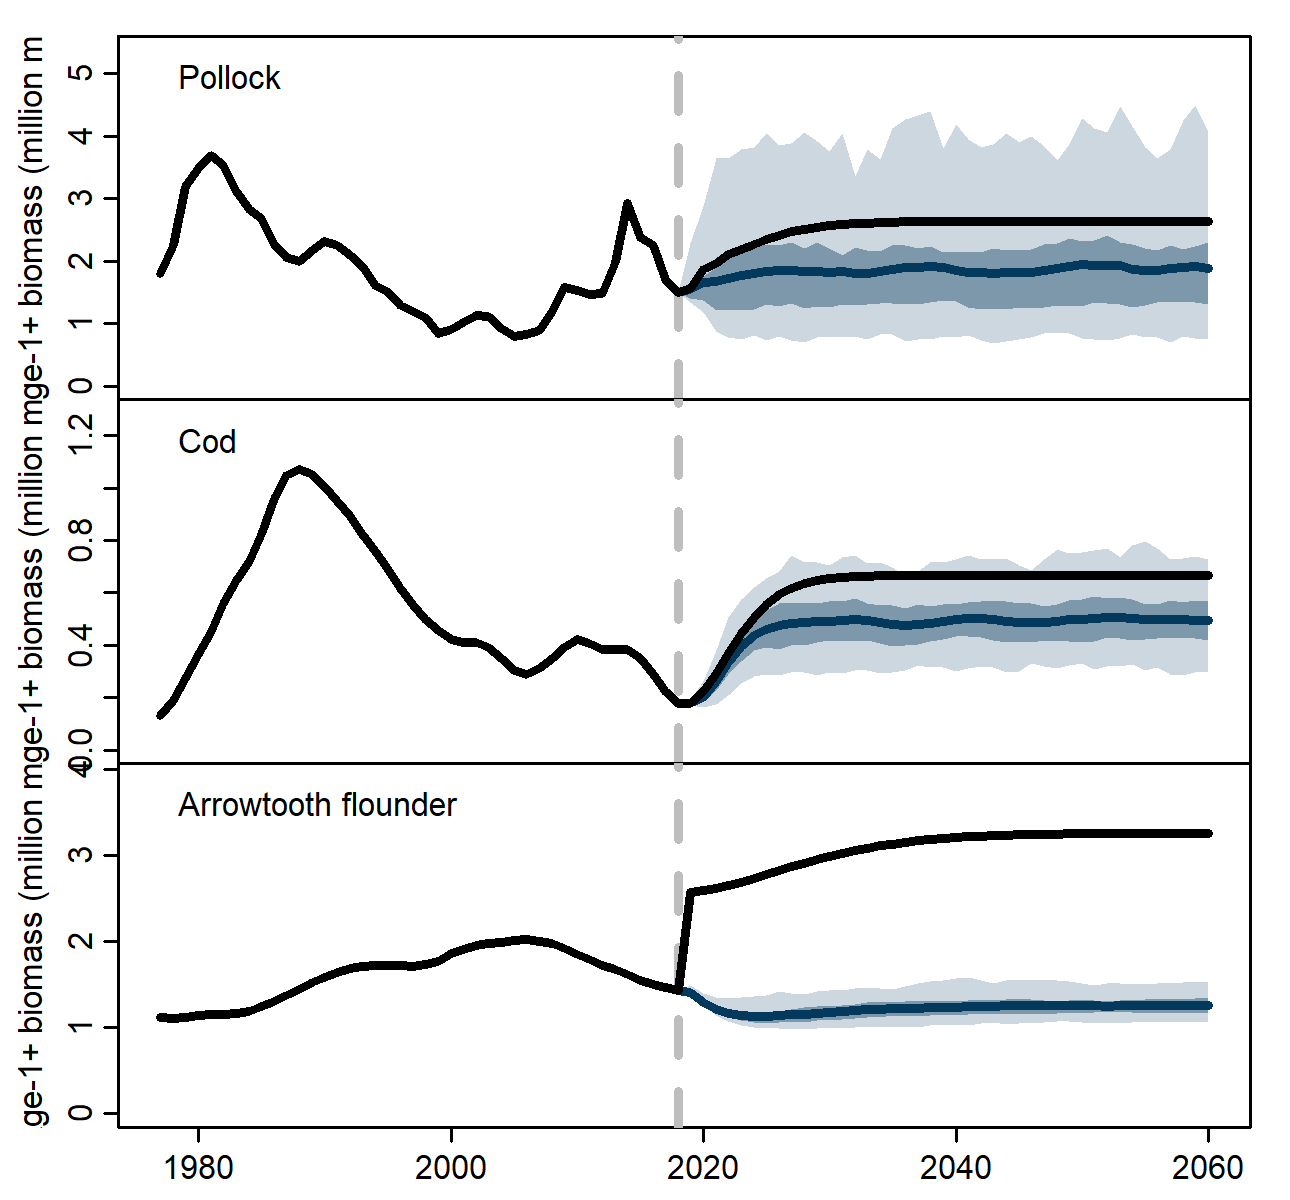 ge-1+ biomass (million m
Pollock
5
4
3
2
1
0
ge-1+ biomass (million m
Cod
1.2
0.8
0.4
0.0
ge-1+ biomass (million m
Arrowtooth flounder
4
3
2
1
0
1980 2000 2020 2040 2060